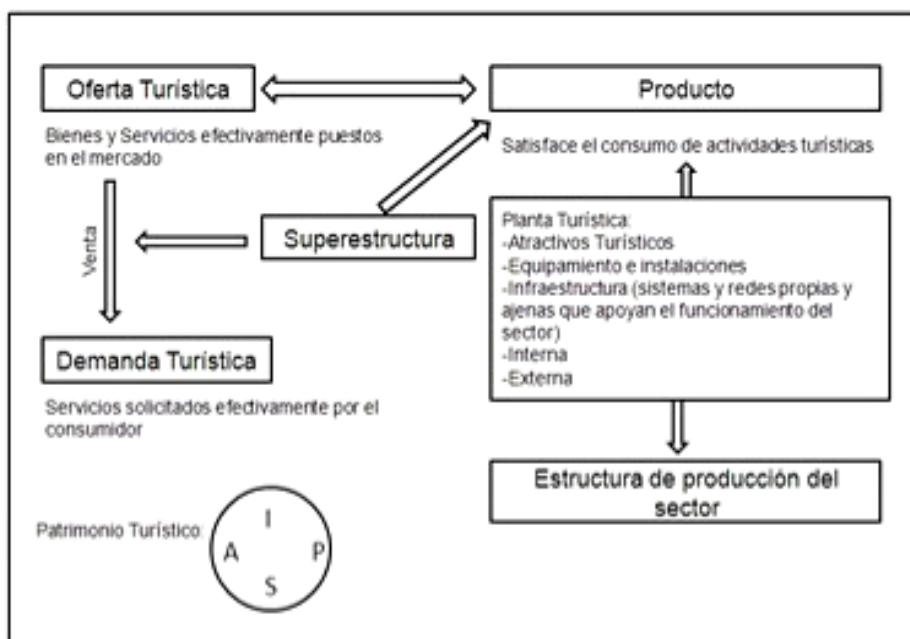 Oferta Turística
Producto
Bienes y Servicios efectivamente puestos
en el mercado
Satisface el consumo de actividades turísticas
Venta
Superestructura
Planta Turística:
-Atractivos Turísticos
-Equipamiento e instalaciones
-Infraestructura (sistemas y redes propias y
ajenas que apoyan el funcionamiento del
sector)
-Interna
-Externa
Demanda Turística
Servicios solicitados efectivamente por el
consumidor
Estructura de producción del
sector
Patrimonio Turístico:
I
A P
S